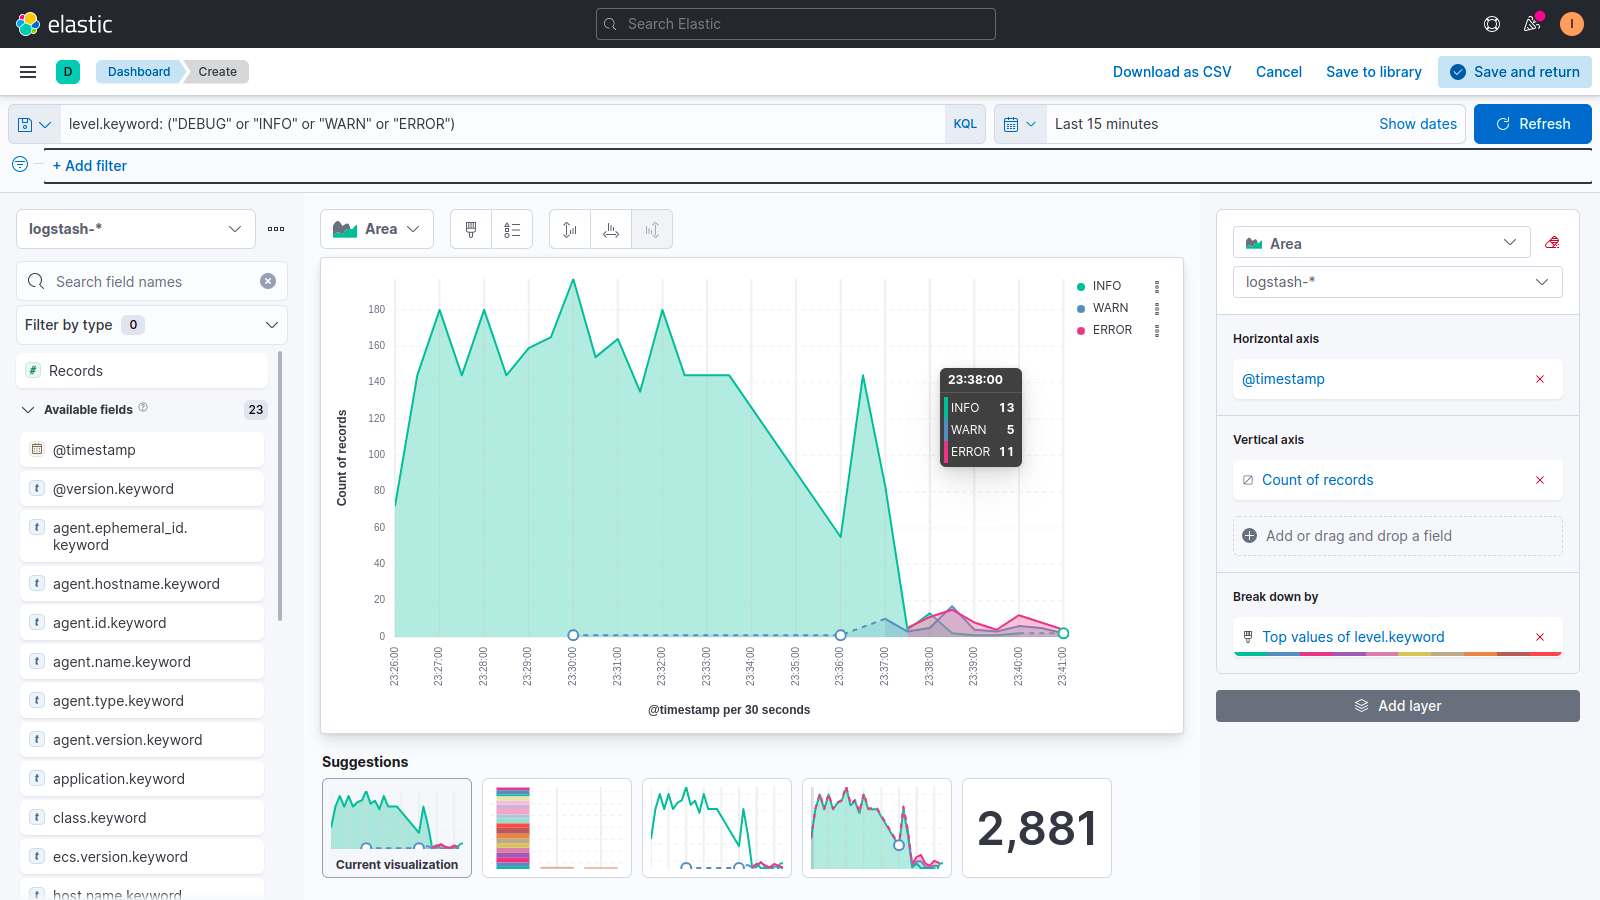 elastic
Search Elastic
I
D
Dashboard
Create
Download as CSV
Cancel
Save to library
Save and return
level.keyword: ("DEBUG" or "INFO" or "WARN" or "ERROR")
KQL
Last 15 minutes
Show dates
Refresh
+ Add filter
logstash-*
Search field names
Filter by type 0
# Records
Available fields
23
@timestamp
t @version.keyword
t agent.ephemeral_id.
keyword
t agent.hostname.keyword
t agent.id.keyword
t agent.name.keyword
t agent.type.keyword
t agent.version.keyword
t application.keyword
t class.keyword
t ecs.version.keyword
t host.name.keyword
Area
Count of records
180
160
140
120
100
80
60
40
20
0
23:26:00
23:27:00
23:28:00
23:29:00
23:30:00
23:31:00
23:32:00
23:33:00
23:34:00
23:35:00
23:36:00
23:37:00
23:38:00
23:39:00
23:40:00
23:41:00
@timestamp per 30 seconds
INFO
WARN
ERROR
23:38:00
INFO 13
WARN 5
ERROR 11
Suggestions
Current visualization
2,881
Area
logstash-*
Horizontal axis
@timestamp
Vertical axis
Count of records
Add or drag and drop a field
Break down by
Top values of level.keyword
Add layer